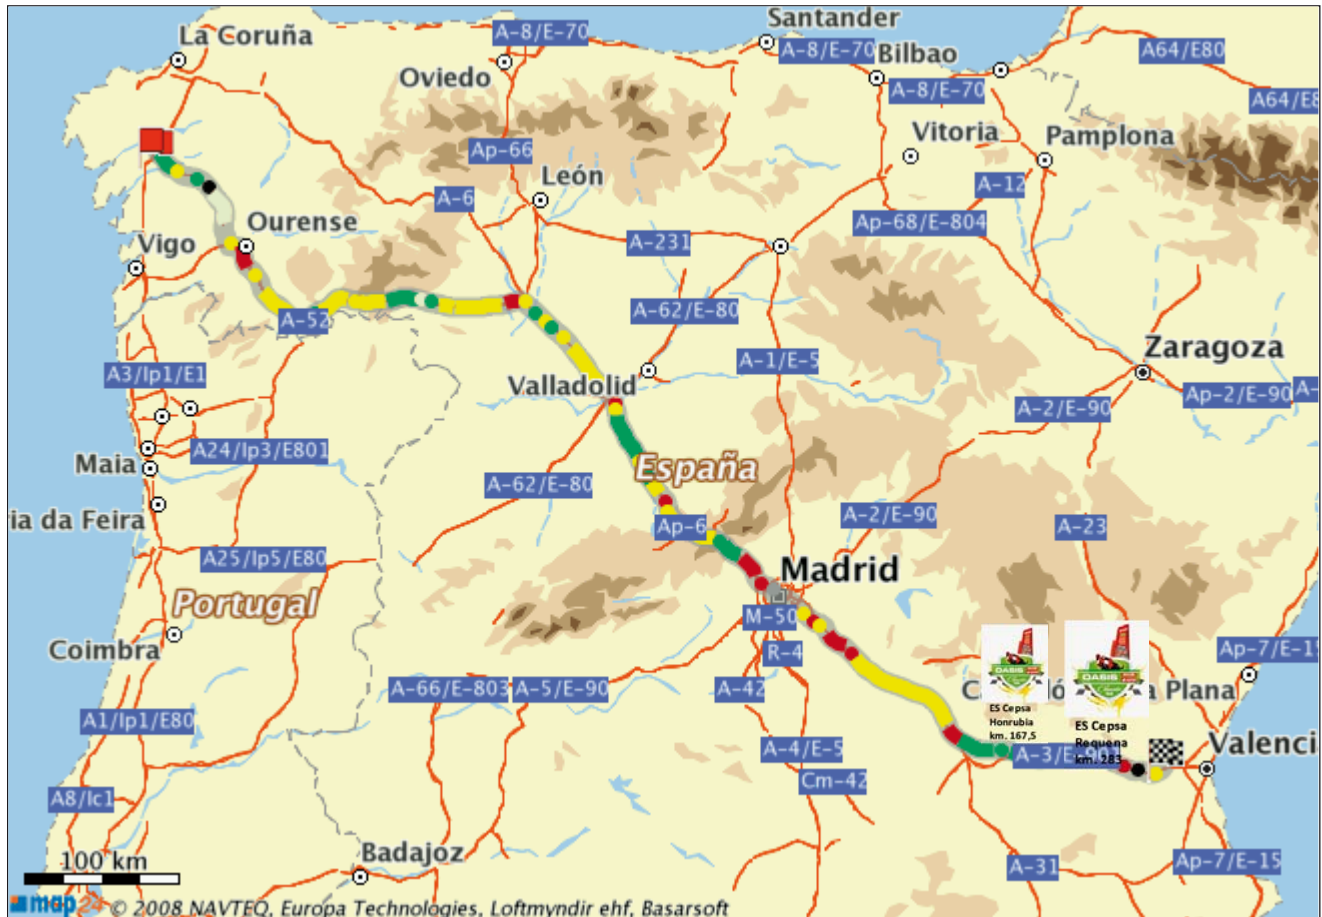 Santander
La Coruña
A-8/E-70
A-8/E-70
Bilbao
A64/E80
Oviedo
A-8/E-70
A64/E8
Vitoria
Pamplona
Ap-66
León
A-12
A-6
Ap-68/E-804
Ourense
Vigo
A-231
A-62/E-80
A-52
Zaragoza
A-1/E-5
A3/Ip1/E1
Valladolid
Ap-2/E-90
A-
A-2/E-90
A24/Ip3/E801
Maia
España
A-62/E-80
ria da Feira
A-2/E-90
Ap-6
A-23
A25/Ip5/E80
Madrid
Portugal
M-50
Coimbra
R-4
Ap-7/E-1
OASIS
OASIS
A-66/E-803
A-5/E-90
A-42
Plana
ES Cepsa
Honrubia
km. 167,5
A1/Ip1/E80
ES Cepsa
Requena
km. 283
A-4/E-5
A-3/E-901
Valenci
Cm-42
A8/Ic1
100 km
Badajoz
A-31
Ap-7/E-15
map24 © 2008 NAVTEQ, Europa Technologies, Loftmyndir ehf, Basarsoft